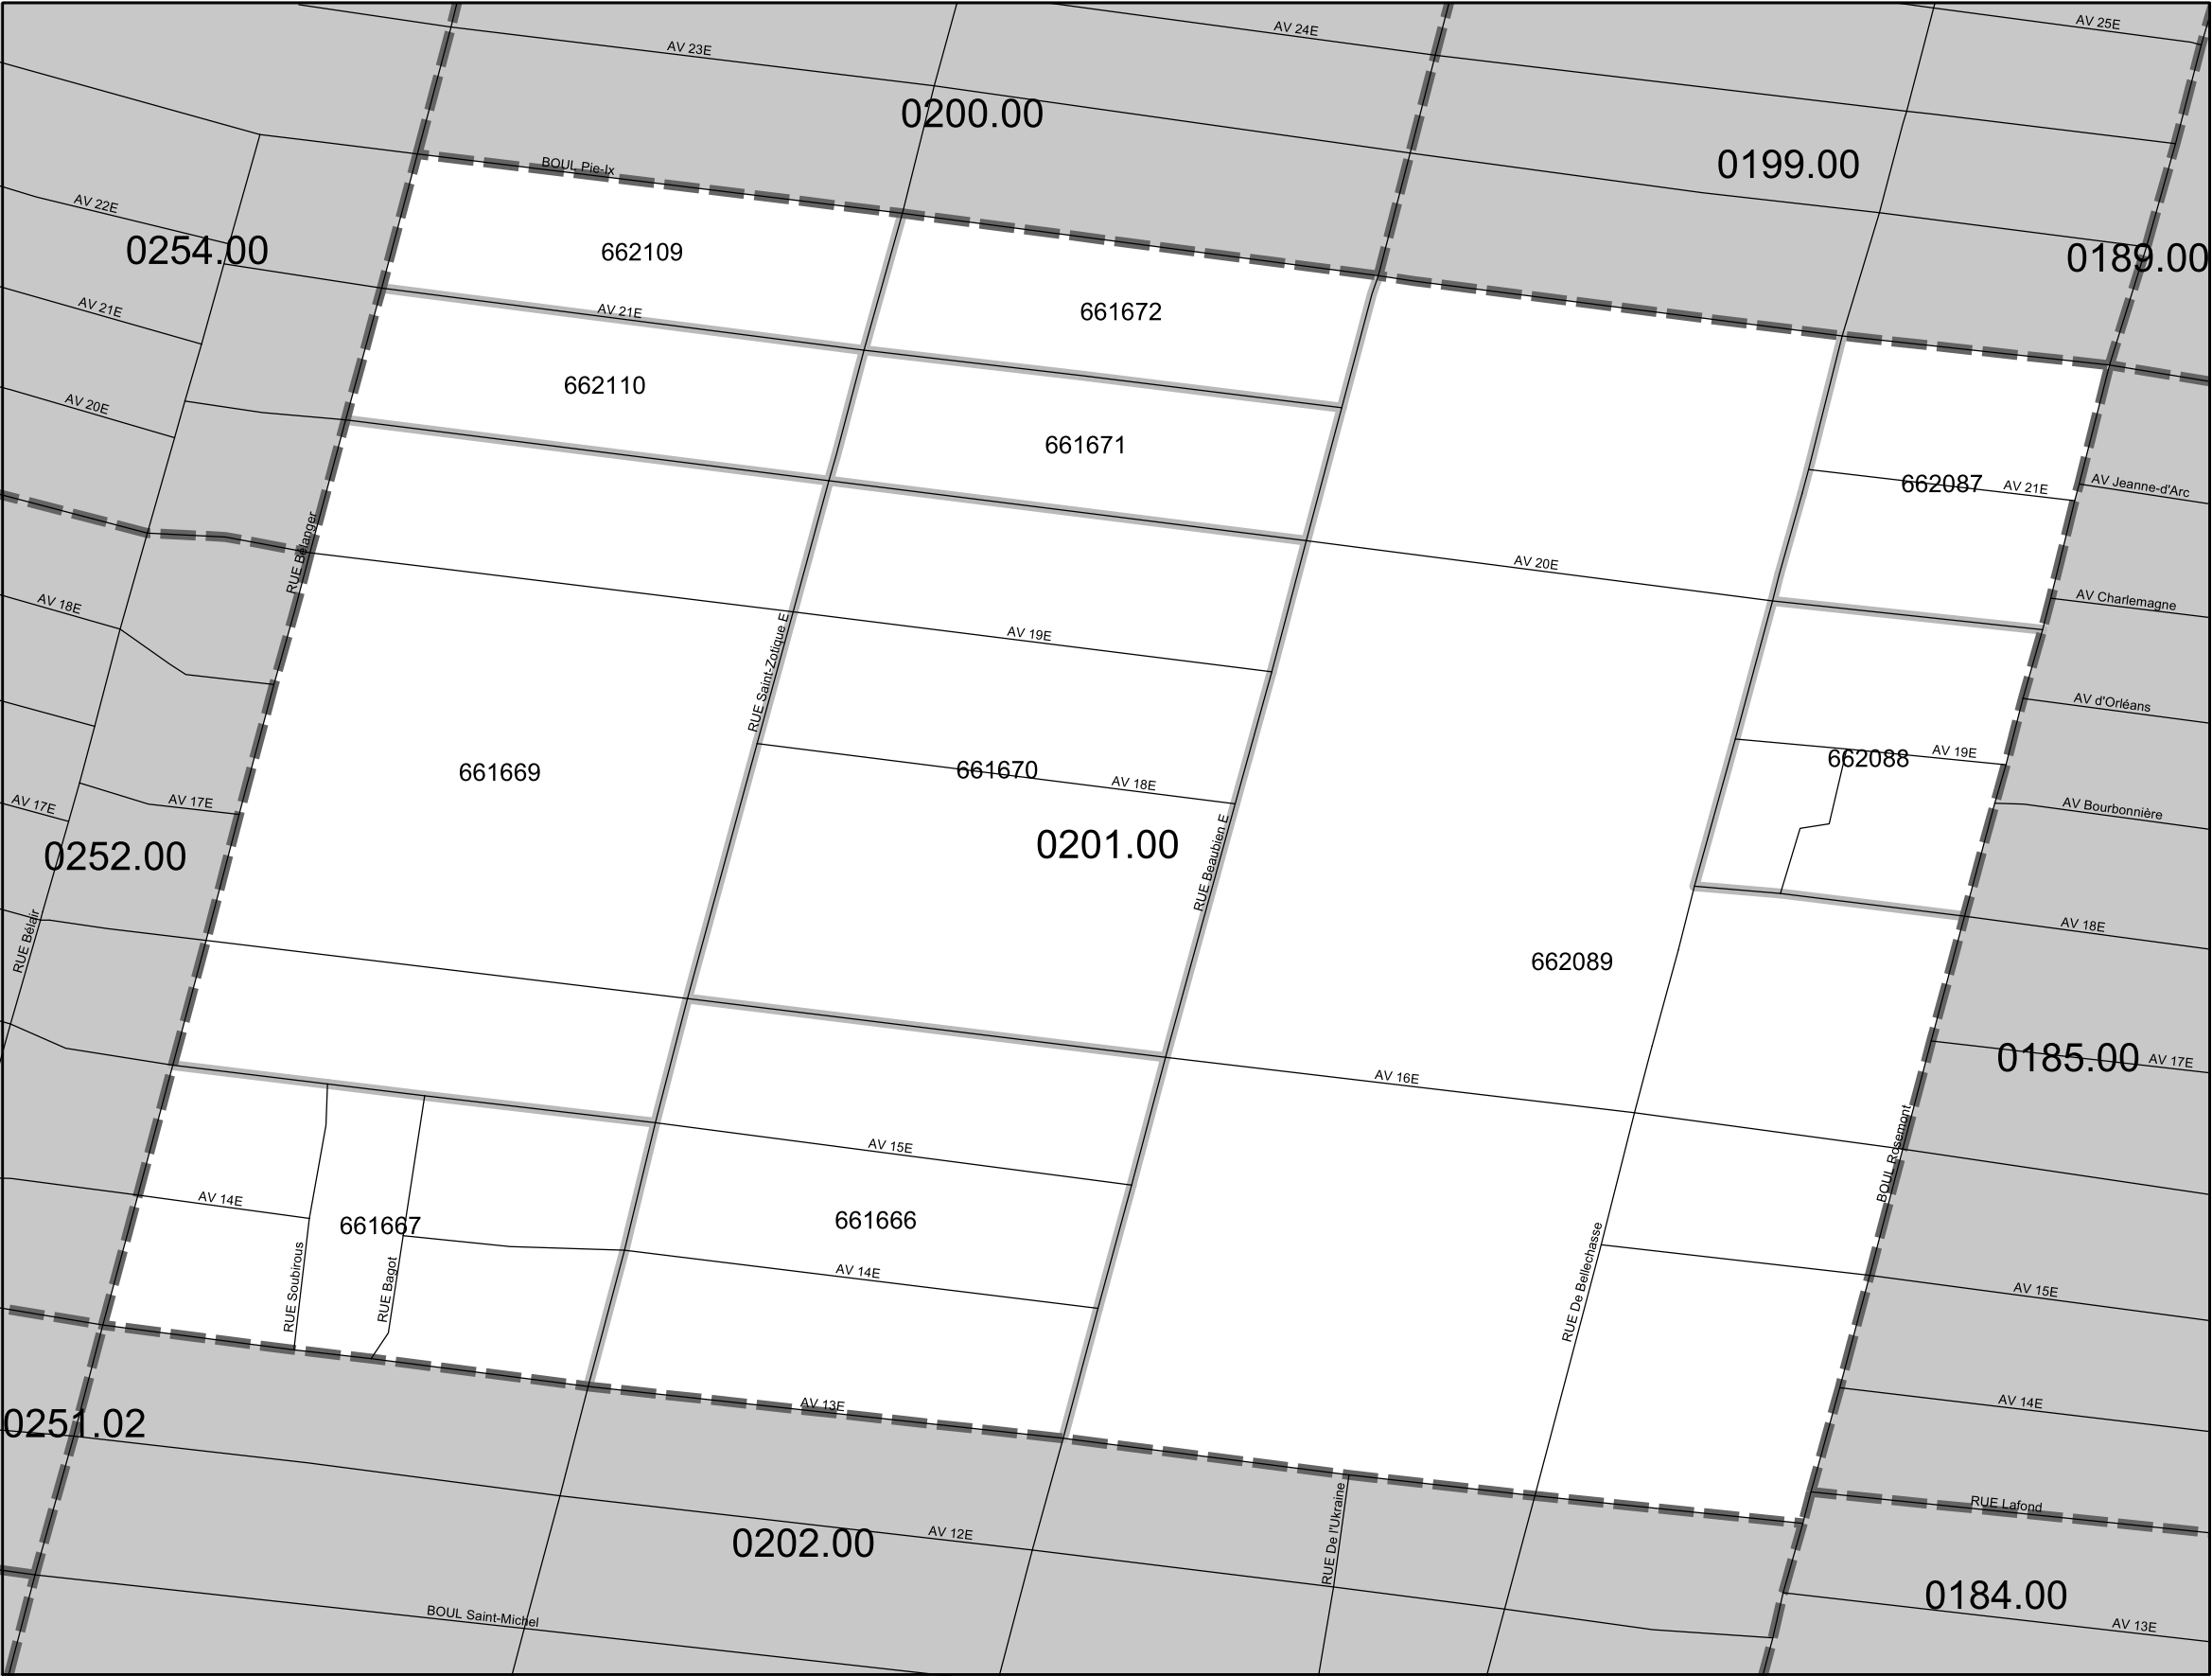 AV 25E
AV 24E
AV 23E
0200.00
0199.00
BOUL Pie-Ix
AV 22E
0254.00
662109
0189.00
AV 21E
AV 21E
661672
662110
AV 20E
661671
662087
AV 21E
AV Jeanne-d'Arc
RUE Bélanger
AV 20E
AV 18E
AV Charlemagne
AV 19E
RUE Saint-Zotique E
AV d'Orléans
AV 19E
662088
661669
661670
AV 18E
AV 17E
AV 17E
AV Bourbonnière
0201.00
0252.00
RUE Beaubien E
AV 18E
RUE Bélair
662089
0185.00
AV 17E
AV 16E
AV 15E
BOUL Rosemont
AV 14E
661667
661666
RUE Soubirous
RUE Bagot
AV 14E
RUE De Bellechasse
AV 15E
AV 13E
AV 14E
0251.02
RUE Lafond
AV 12E
0202.00
RUE De l'Ukraine
0184.00
BOUL Saint-Michel
AV 13E